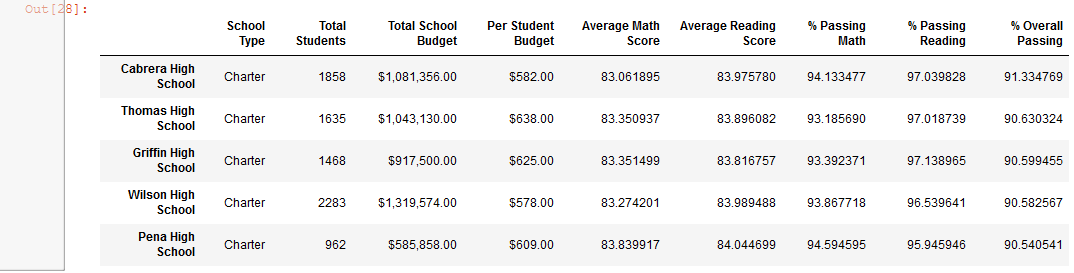 Out[28]:
School Type Total Students Total School Budget Per Student Budget Average Math Score Average Reading Score % Passing Math % Passing Reading % Overall Passing
Cabrera High School Charter 1858 $1,081,356.00 $582.00 83.061895 83.975780 94.133477 97.039828 91.334769
Thomas High School Charter 1635 $1,043,130.00 $638.00 83.350937 83.896082 93.185690 97.018739 90.630324
Griffin High School Charter 1468 $917,500.00 $625.00 83.351499 83.816757 93.392371 97.138965 90.599455
Wilson High School Charter 2283 $1,319,574.00 $578.00 83.274201 83.989488 93.867718 96.539641 90.582567
Pena High School Charter 962 $585,858.00 $609.00 83.839917 84.044699 94.594595 95.945946 90.540541